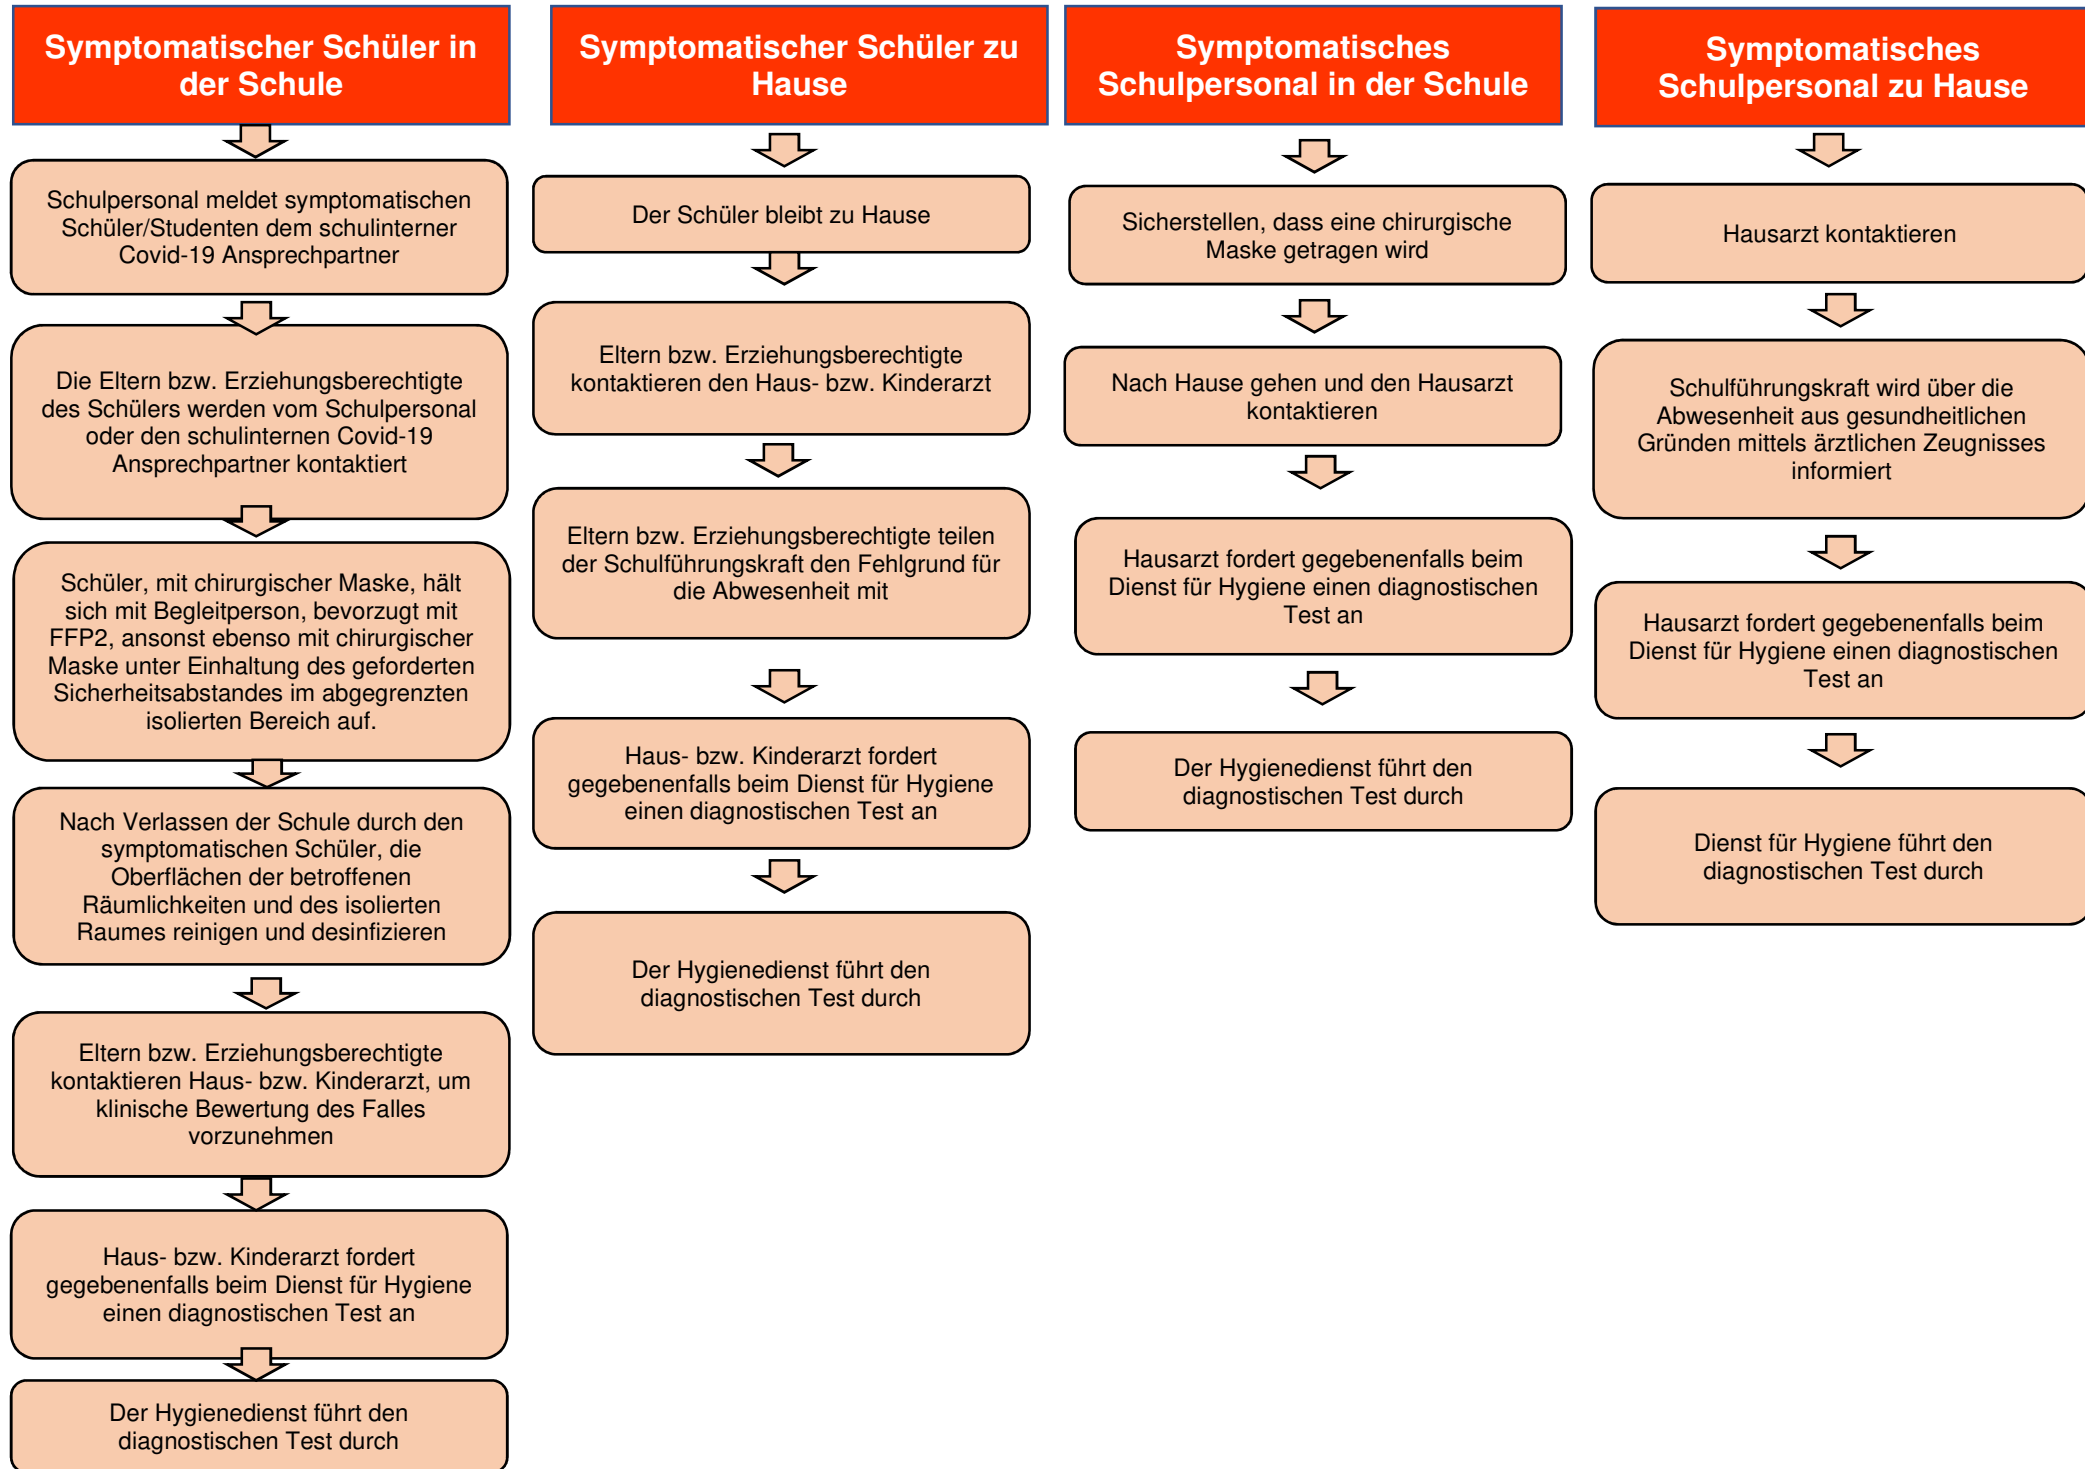 Symptomatischer Schüler in
der Schule
Schulpersonal meldet symptomatischen
Schüler/Studenten dem schulinterner
Covid-19 Ansprechpartner
Die Eltern bzw. Erziehungsberechtigte
des Schülers werden vom Schulpersonal
oder den schulinternen Covid-19
Ansprechpartner kontaktiert
Schüler, mit chirurgischer Maske, hält
sich mit Begleitperson, bevorzugt mit
FFP2, ansonst ebenso mit chirurgischer
Maske unter Einhaltung des geforderten
Sicherheitsabstandes im abgegrenzten
isolierten Bereich auf.
Nach Verlassen der Schule durch den
symptomatischen Schüler, die
Oberflächen der betroffenen
Räumlichkeiten und des isolierten
Raumes reinigen und desinfizieren
Eltern bzw. Erziehungsberechtigte
kontaktieren Haus- bzw. Kinderarzt, um
klinische Bewertung des Falles
vorzunehmen
Haus- bzw. Kinderarzt fordert
gegebenenfalls beim Dienst für Hygiene
einen diagnostischen Test an
Der Hygienedienst führt den
diagnostischen Test durch
Symptomatischer Schüler zu
Hause
Der Schüler bleibt zu Hause
Eltern bzw. Erziehungsberechtigte
kontaktieren den Haus- bzw. Kinderarzt
Eltern bzw. Erziehungsberechtigte teilen
der Schulführungskraft den Fehlgrund für
die Abwesenheit mit
Haus- bzw. Kinderarzt fordert
gegebenenfalls beim Dienst für Hygiene
einen diagnostischen Test an
Der Hygienedienst führt den
diagnostischen Test durch
Symptomatisches
Schulpersonal in der Schule
Sicherstellen, dass eine chirurgische
Maske getragen wird
Nach Hause gehen und den Hausarzt
kontaktieren
Hausarzt fordert gegebenenfalls beim
Dienst für Hygiene einen diagnostischen
Test an
Der Hygienedienst führt den
diagnostischen Test durch
Symptomatisches
Schulpersonal zu Hause
Hausarzt kontaktieren
Schulführungskraft wird über die
Abwesenheit aus gesundheitlichen
Gründen mittels ärztlichen Zeugnisses
informiert
Hausarzt fordert gegebenenfalls beim
Dienst für Hygiene einen diagnostischen
Test an
Dienst für Hygiene führt den
diagnostischen Test durch